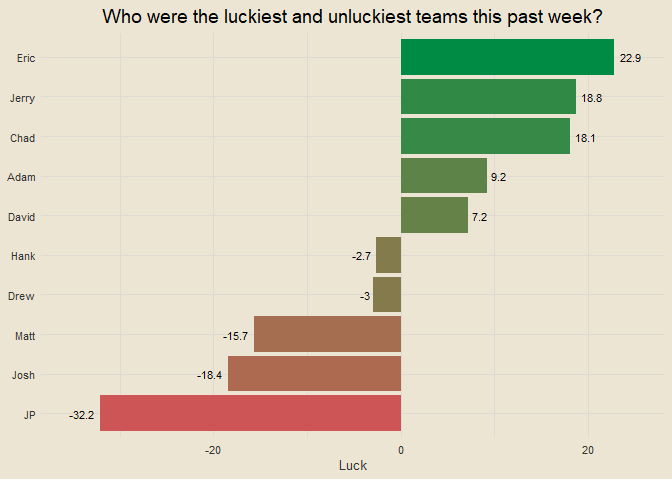 Who were the luckiest and unluckiest teams this past week?
Eric 22.9
Jerry 18.8
Chad 18.1
Adam 9.2
David 7.2
Hank -2.7
Drew -3
Matt -15.7
Josh -18.4
JP -32.2
-20 0 20
Luck